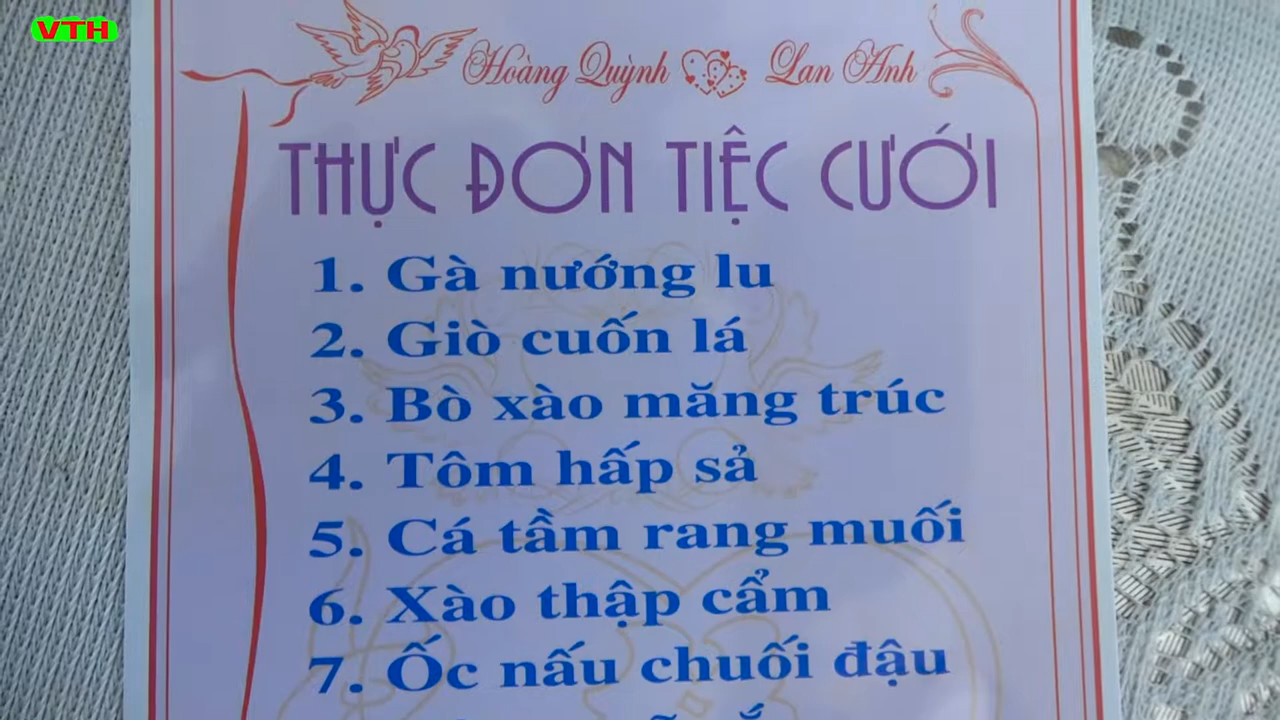 VTH
Hoàng Quỳnh Lan Anh
THỰC ĐƠN TIỆC CƯỚI
1. Gà nướng lu
2. Giò cuốn lá
3. Bò xào măng trúc
4. Tôm hấp sả
5. Cá tầm rang muối
6. Xào thập cẩm
7. Ốc nấu chuối đậu